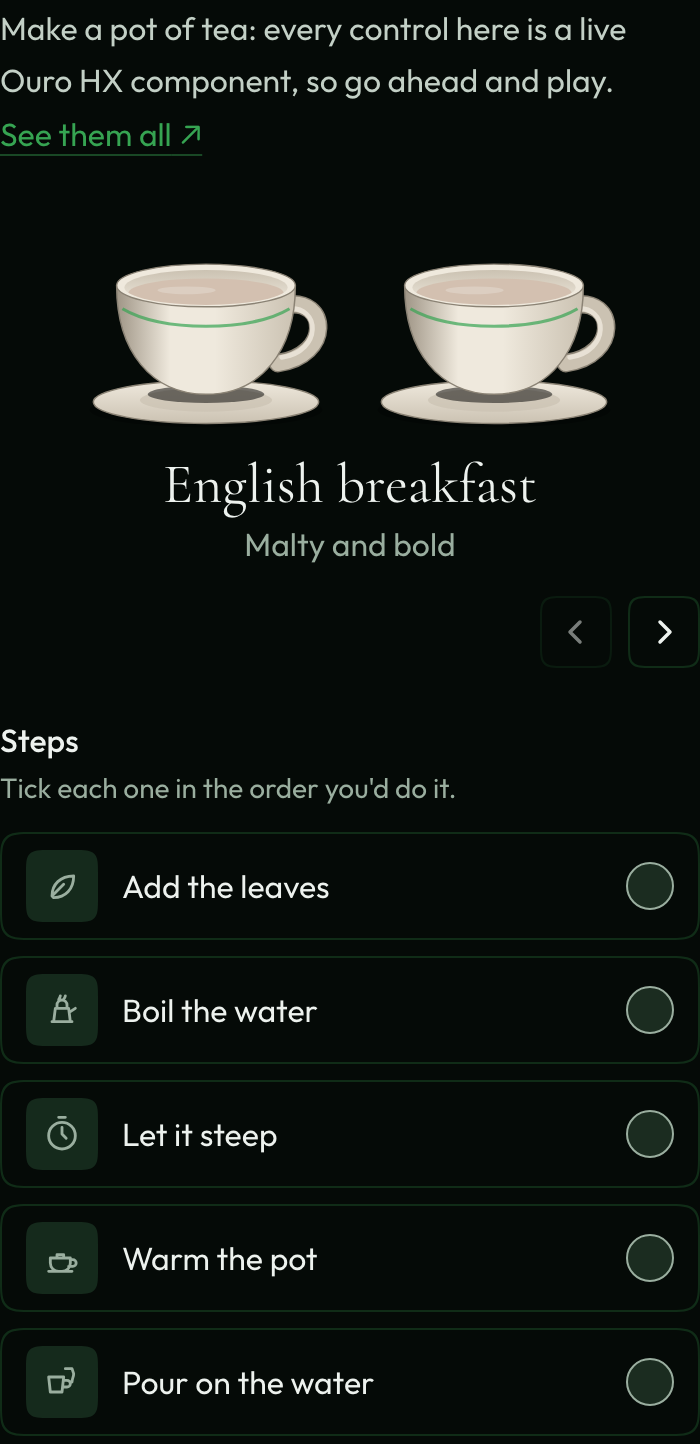 Make a pot of tea: every control here is a live
Ouro HX component, so go ahead and play.
See them all ↗
English breakfast
Malty and bold
Steps
Tick each one in the order you'd do it.
Add the leaves
Boil the water
Let it steep
Warm the pot
Pour on the water